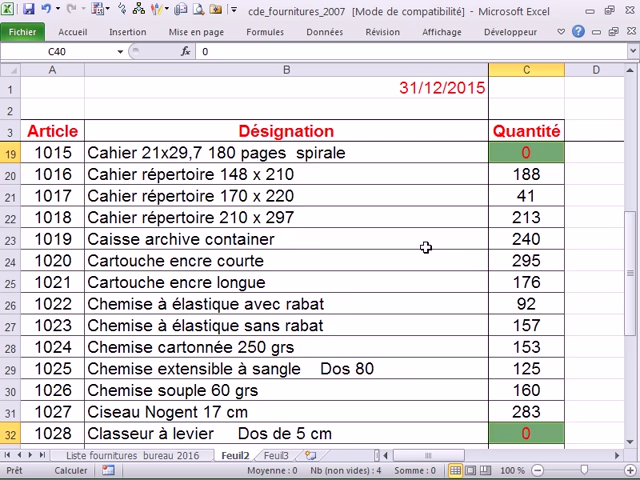 cde_fournitures_2007 [Mode de compatibilité] - Microsoft Excel
Fichier Accueil Insertion Mise en page Formules Données Révision Affichage Développeur
C40 fx 0
A B C D
1 31/12/2015
2
3 Article Désignation Quantité
19 1015 Cahier 21x29,7 180 pages spirale 0
20 1016 Cahier répertoire 148 x 210 188
21 1017 Cahier répertoire 170 x 220 41
22 1018 Cahier répertoire 210 x 297 213
23 1019 Caisse archive container 240
24 1020 Cartouche encre courte 295
25 1021 Cartouche encre longue 176
26 1022 Chemise à élastique avec rabat 92
27 1023 Chemise à élastique sans rabat 157
28 1024 Chemise cartonnée 250 grs 153
29 1025 Chemise extensible à sangle Dos 80 125
30 1026 Chemise souple 60 grs 160
31 1027 Ciseau Nogent 17 cm 283
32 1028 Classeur à levier Dos de 5 cm 0
Liste fournitures bureau 2016 Feuil2 Feuil3
Prêt Calculer Moyenne : 0 Nb (non vides) : 4 Somme : 0 100 %